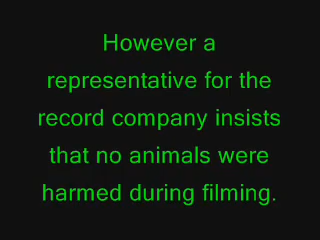 However a
representative for the
record company insists
that no animals were
harmed during filming.